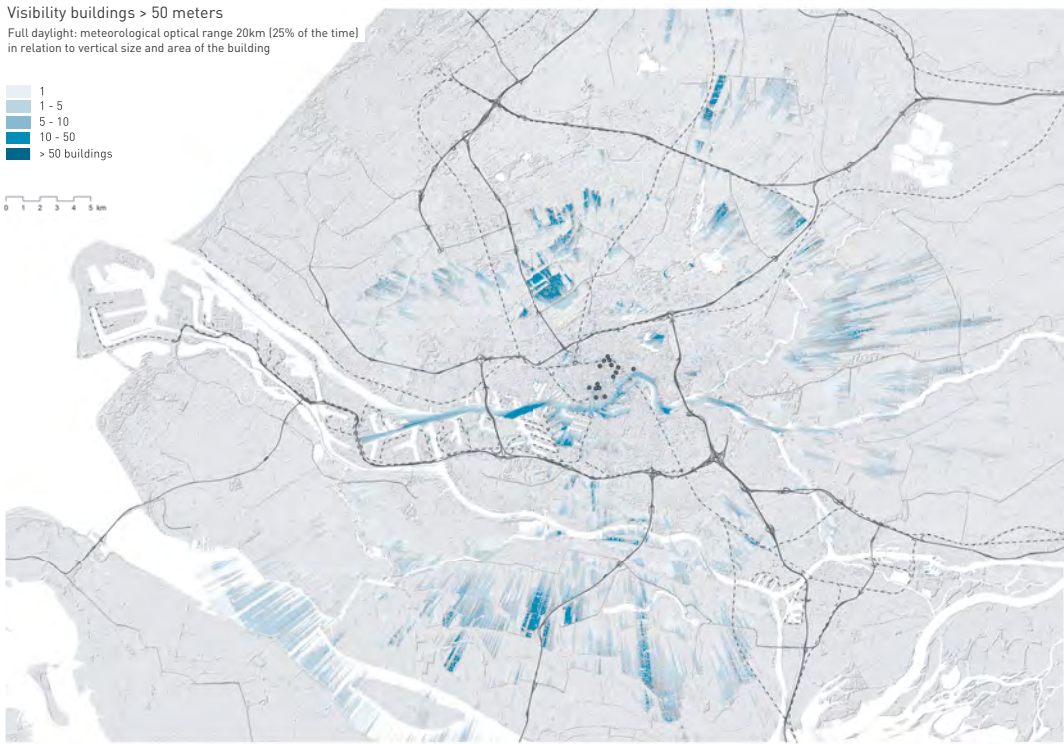 Visibility buildings > 50 meters
Full daylight: meteorological optical range 20km (25% of the time)
in relation to vertical size and area of the building
1
1 - 5
5 - 10
10 - 50
> 50 buildings
0 1 2 3 4 5 km